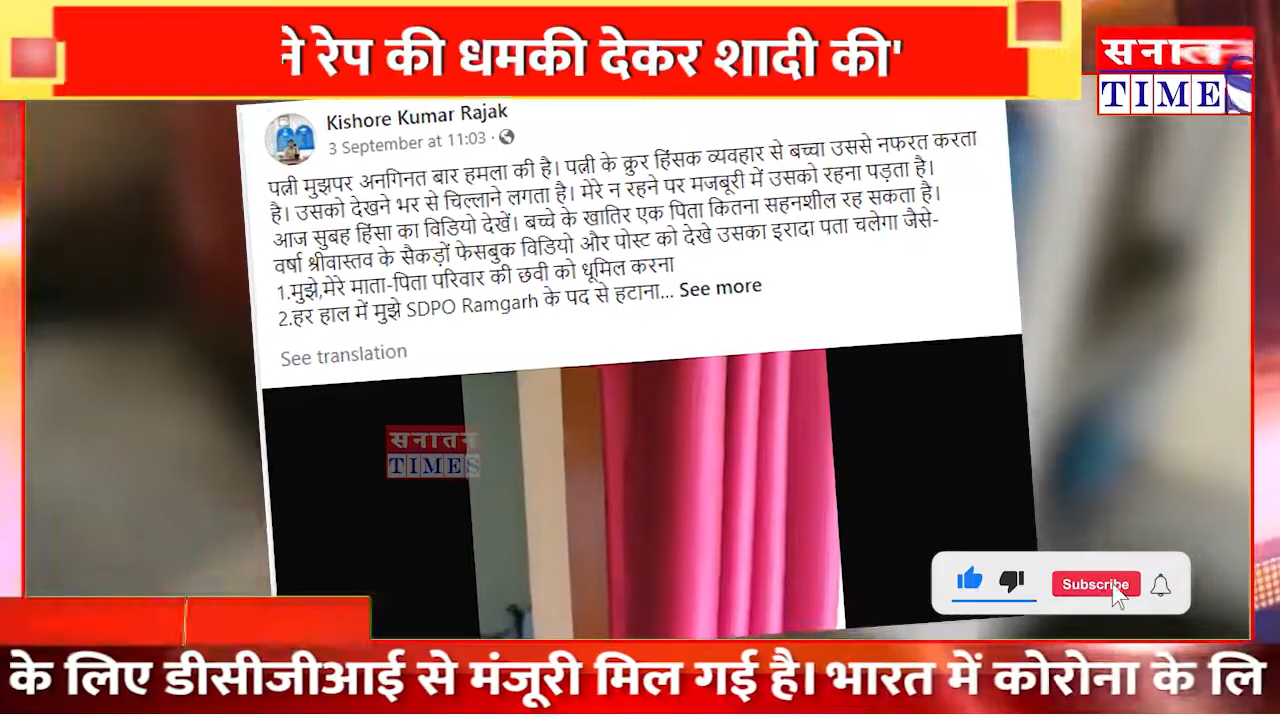 ने रेप की धमकी देकर शादी की'
सनातन
TIMES
Kishore Kumar Rajak
3 September at 11:03 ·
पत्नी मुझपर अनगिनत बार हमला की है। पत्नी के क्रुर हिंसक व्यवहार से बच्चा उससे नफरत करता
है। उसको देखने भर से चिल्लाने लगता है। मेरे न रहने पर मजबूरी में उसको रहना पड़ता है।
आज सुबह हिंसा का विडियो देखें। बच्चे के खातिर एक पिता कितना सहनशील रह सकता है।
वर्षा श्रीवास्तव के सैकड़ों फेसबुक विडियो और पोस्ट को देखे उसका इरादा पता चलेगा जैसे-
1.मुझे,मेरे माता-पिता परिवार की छवी को धूमिल करना
2.हर हाल में मुझे SDPO Ramgarh के पद से हटाना... See more
See translation
सनातन
TIMES
Subscribe
के लिए डीसीजीआई से मंजूरी मिल गई है। भारत में कोरोना के लि